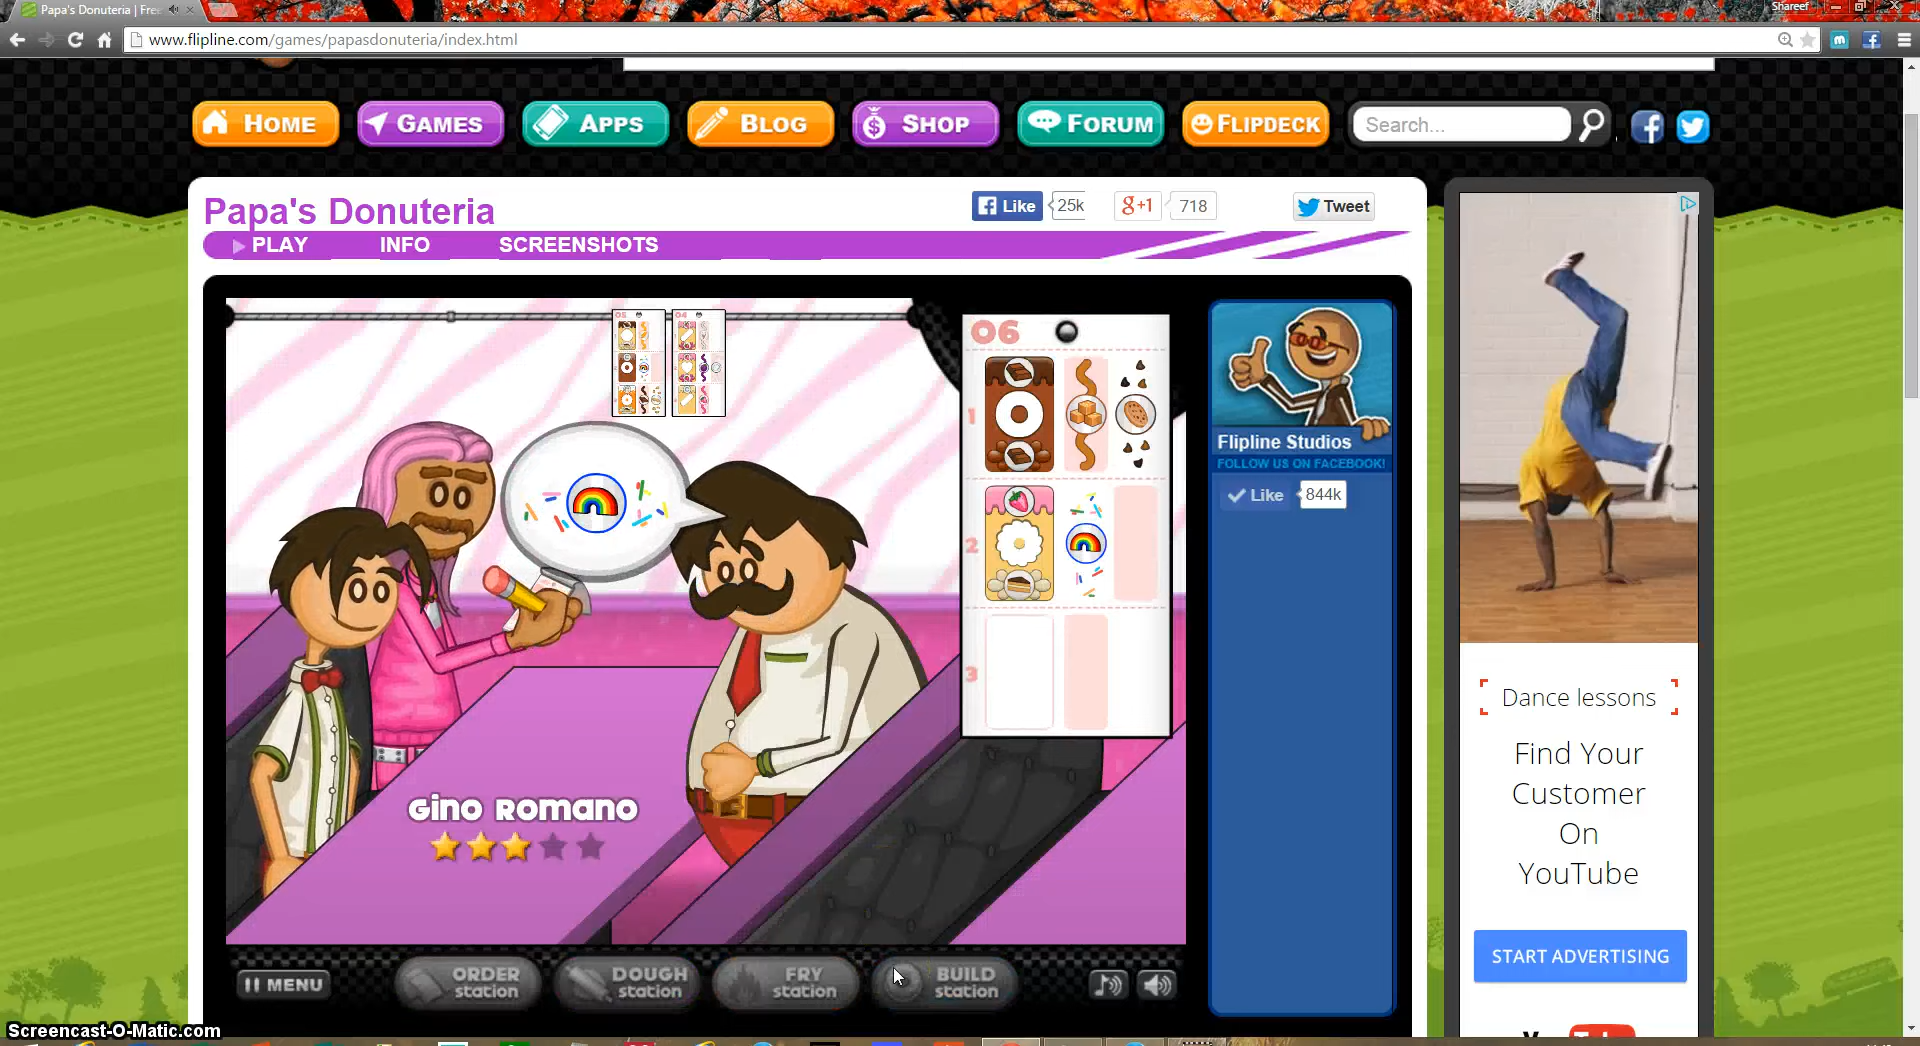 Papa's Donuteria | Free
Shareef
www.flipline.com/games/papasdonuteria/index.html
HOME
GAMES
APPS
BLOG
SHOP
FORUM
FLIPDECK
Search...
Papa's Donuteria
Like 25k
g+1 718
Tweet
PLAY INFO SCREENSHOTS
05
04
06
1
2
3
Gino Romano
Flipline Studios
FOLLOW US ON FACEBOOK!
Like 844k
Dance lessons
Find Your
Customer
On
YouTube
START ADVERTISING
MENU
ORDER
station
DOUGH
station
FRY
station
BUILD
station
Screencast-O-Matic.com